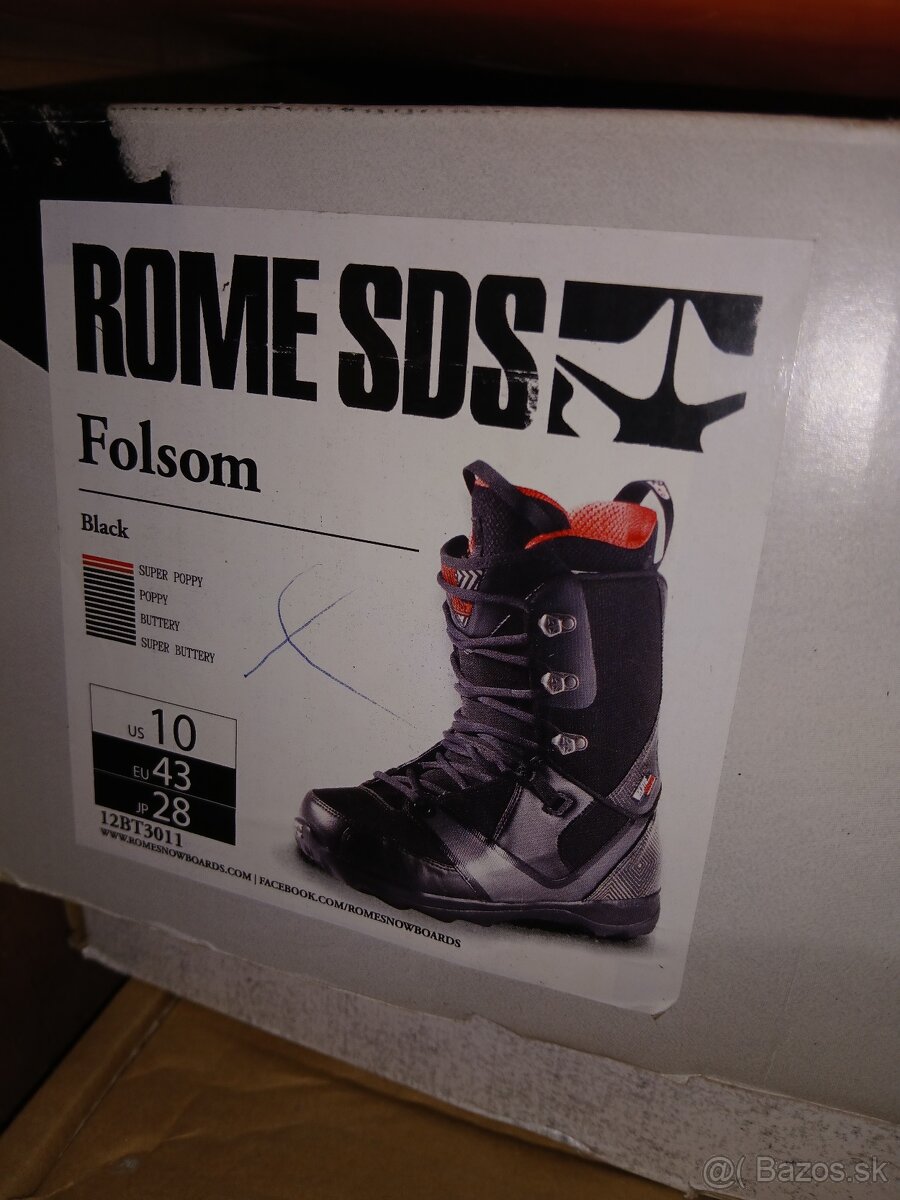 ROME SDS
Folsom
Black
SUPER POPPY
POPPY
BUTTERY
SUPER BUTTERY
US 10
EU 43
JP 28
12BT3011
WWW.ROMESNOWBOARDS.COM | FACEBOOK.COM/ROMESNOWBOARDS
@( Bazos.sk